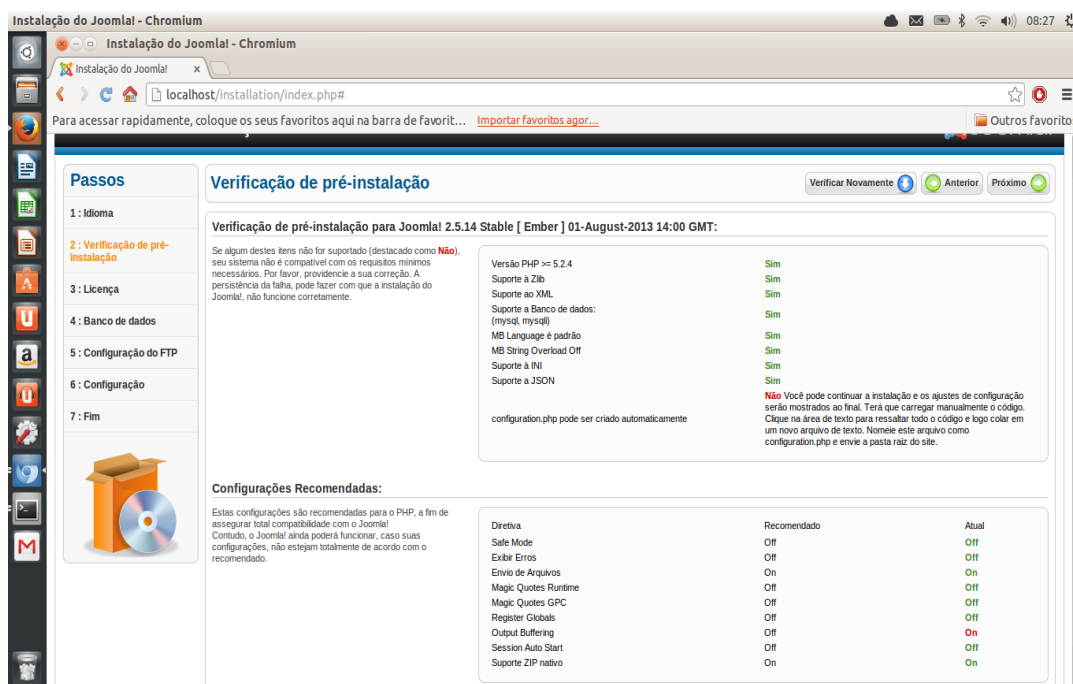 Instalação do Joomla! - Chromium
08:27
Instalação do Joomla! - Chromium
Instalação do Joomla!
localhost/installation/index.php#
Para acessar rapidamente, coloque os seus favoritos aqui na barra de favorit... Importar favoritos agor... Outros favoritos
Passos
1 : Idioma
2 : Verificação de pré-
instalação
3 : Licença
4 : Banco de dados
5 : Configuração do FTP
6 : Configuração
7 : Fim
Verificação de pré-instalação
Verificar Novamente Anterior Próximo
Verificação de pré-instalação para Joomla! 2.5.14 Stable [ Ember ] 01-August-2013 14:00 GMT:
Se algum destes itens não for suportado (destacado como Não),
seu sistema não é compatível com os requisitos mínimos
necessários. Por favor, providencie a sua correção. A
persistência da falha, pode fazer com que a instalação do
Joomla!, não funcione corretamente.
Versão PHP >= 5.2.4 Sim
Suporte à Zlib Sim
Suporte ao XML Sim
Suporte a Banco de dados:
(mysql, mysqli) Sim
MB Language é padrão Sim
MB String Overload Off Sim
Suporte à INI Sim
Suporte a JSON Sim
configuration.php pode ser criado automaticamente
Não Você pode continuar a instalação e os ajustes de configuração
serão mostrados ao final. Terá que carregar manualmente o código.
Clique na área de texto para ressaltar todo o código e logo colar em
um novo arquivo de texto. Nomeie este arquivo como
configuration.php e envie a pasta raiz do site.
Configurações Recomendadas:
Estas configurações são recomendadas para o PHP, a fim de
assegurar total compatibilidade com o Joomla!
Contudo, o Joomla! ainda poderá funcionar, caso suas
configurações, não estejam totalmente de acordo com o
recomendado.
Diretiva Recomendado Atual
Safe Mode Off Off
Exibir Erros Off Off
Envio de Arquivos On On
Magic Quotes Runtime Off Off
Magic Quotes GPC Off Off
Register Globals Off Off
Output Buffering Off On
Session Auto Start Off Off
Suporte ZIP nativo On On